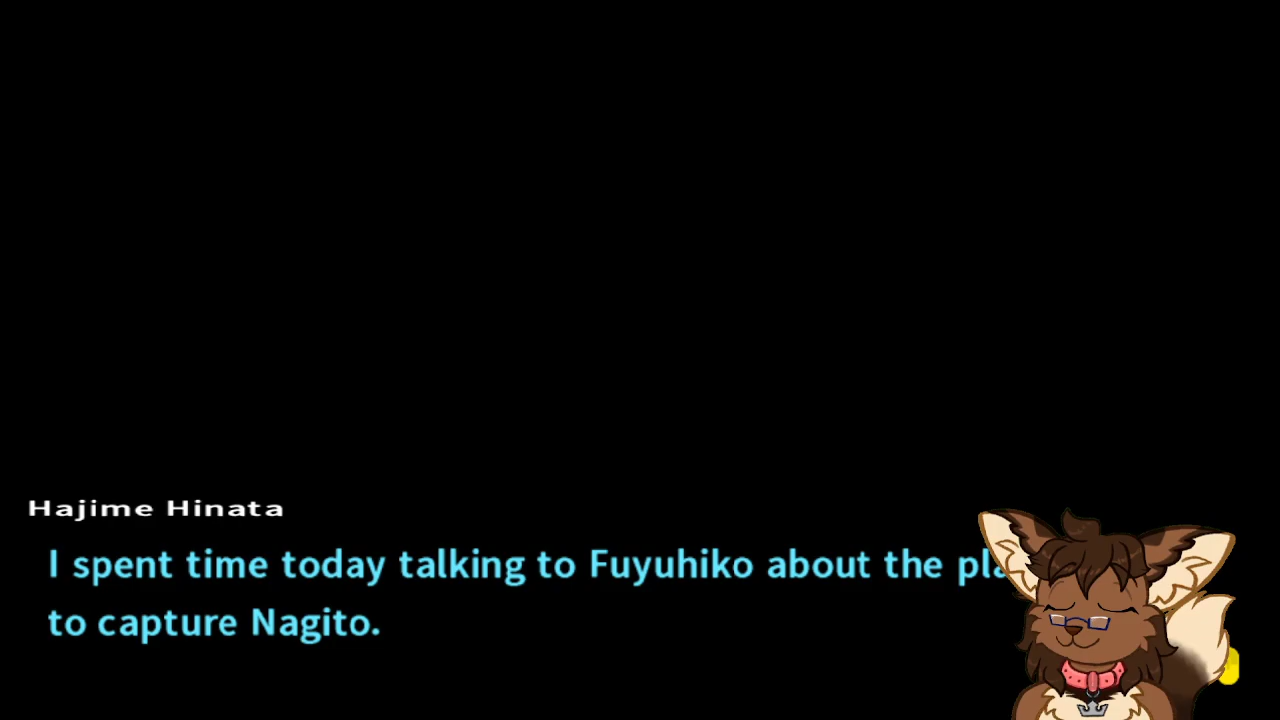 Hajime Hinata
I spent time today talking to Fuyuhiko about the
to capture Nagito.